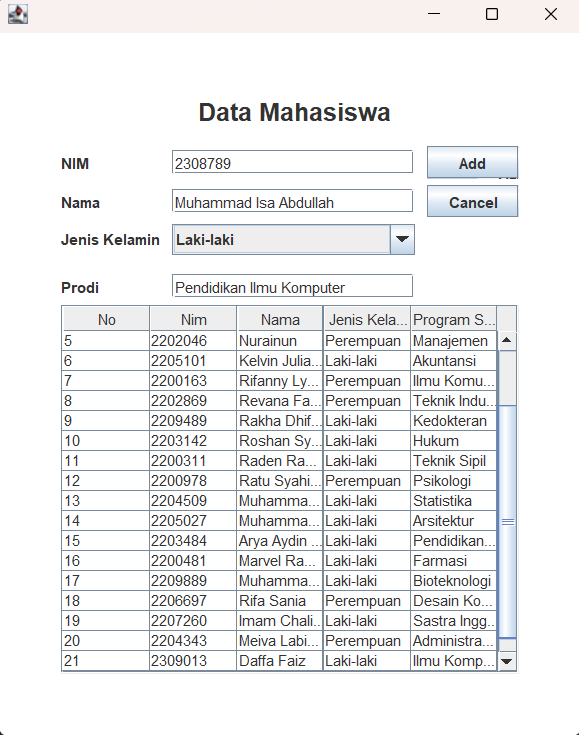 Data Mahasiswa
NIM 2308789 Add
Nama Muhammad Isa Abdullah Cancel
Jenis Kelamin Laki-laki
Prodi Pendidikan Ilmu Komputer
No Nim Nama Jenis Kela... Program S...
5 2202046 Nurainun Perempuan Manajemen
6 2205101 Kelvin Julia... Laki-laki Akuntansi
7 2200163 Rifanny Ly... Perempuan Ilmu Komu...
8 2202869 Revana Fa... Perempuan Teknik Indu...
9 2209489 Rakha Dhif... Laki-laki Kedokteran
10 2203142 Roshan Sy... Laki-laki Hukum
11 2200311 Raden Ra... Laki-laki Teknik Sipil
12 2200978 Ratu Syahi... Perempuan Psikologi
13 2204509 Muhamma... Laki-laki Statistika
14 2205027 Muhamma... Laki-laki Arsitektur
15 2203484 Arya Aydin ... Laki-laki Pendidikan...
16 2200481 Marvel Ra... Laki-laki Farmasi
17 2209889 Muhamma... Laki-laki Bioteknologi
18 2206697 Rifa Sania Perempuan Desain Ko...
19 2207260 Imam Chali... Laki-laki Sastra Ingg...
20 2204343 Meiva Labi... Perempuan Administra...
21 2309013 Daffa Faiz Laki-laki Ilmu Komp...